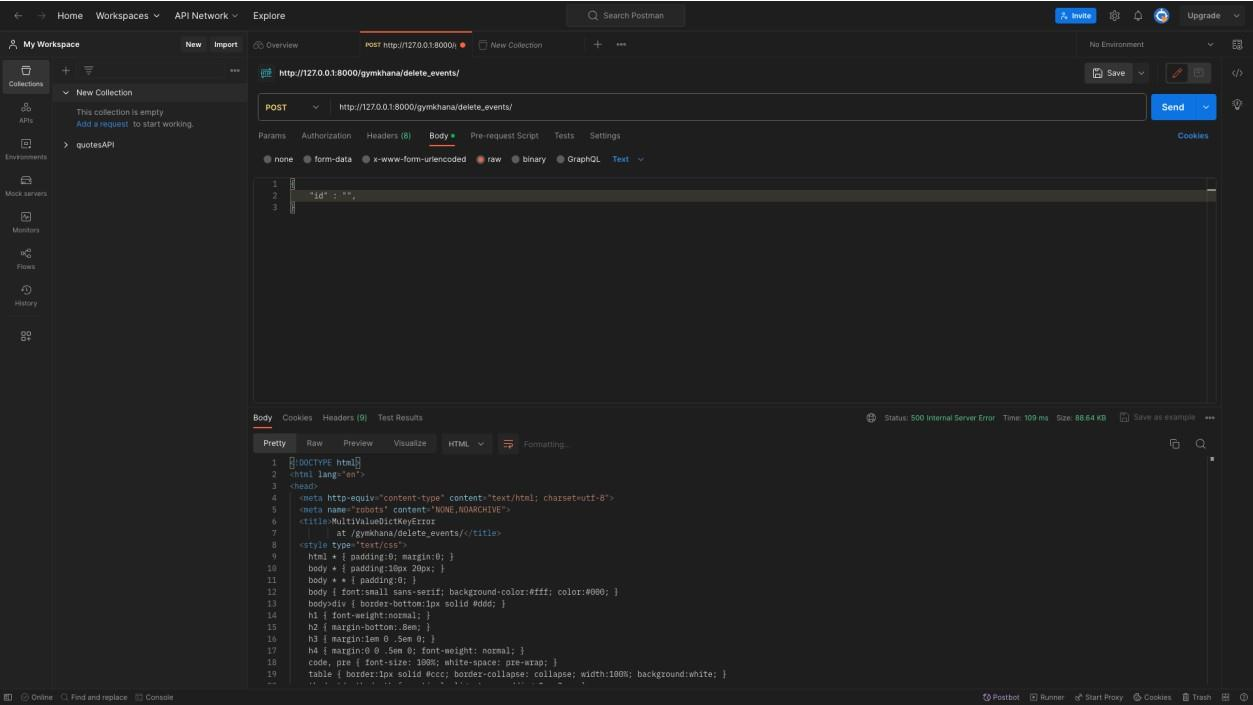 Home Workspaces API Network Explore
Search Postman
Invite
Upgrade
My Workspace
New Import
Overview
POST http://127.0.0.1:8000/g
New Collection
No Environment
Collections
APIs
Environments
Mock servers
Monitors
Flows
History
New Collection
This collection is empty
Add a request to start working.
quotesAPI
http://127.0.0.1:8000/gymkhana/delete_events/
Save
POST http://127.0.0.1:8000/gymkhana/delete_events/
Send
Params Authorization Headers (8) Body Pre-request Script Tests Settings
Cookies
none form-data x-www-form-urlencoded raw binary GraphQL Text
1 {
2 "id" : "",
3 }
Body Cookies Headers (9) Test Results
Status: 500 Internal Server Error Time: 109 ms Size: 88.64 KB Save as example
Pretty Raw Preview Visualize HTML Formatting...
1 <!DOCTYPE html>
2 <html lang="en">
3 <head>
4 <meta http-equiv="content-type" content="text/html; charset=utf-8">
5 <meta name="robots" content="NONE,NOARCHIVE">
6 <title>MultiValueDictKeyError
7 at /gymkhana/delete_events/</title>
8 <style type="text/css">
9 html * { padding:0; margin:0; }
10 body * { padding:10px 20px; }
11 body * * { padding:0; }
12 body { font:small sans-serif; background-color:#fff; color:#000; }
13 body>div { border-bottom:1px solid #ddd; }
14 h1 { font-weight:normal; }
15 h2 { margin-bottom:.8em; }
16 h3 { margin:1em 0 .5em 0; }
17 h4 { margin:0 0 .5em 0; font-weight: normal; }
18 code, pre { font-size: 100%; white-space: pre-wrap; }
19 table { border:1px solid #ccc; border-collapse: collapse; width:100%; background:white; }
Online Find and replace Console
Postbot Runner Start Proxy Cookies Trash